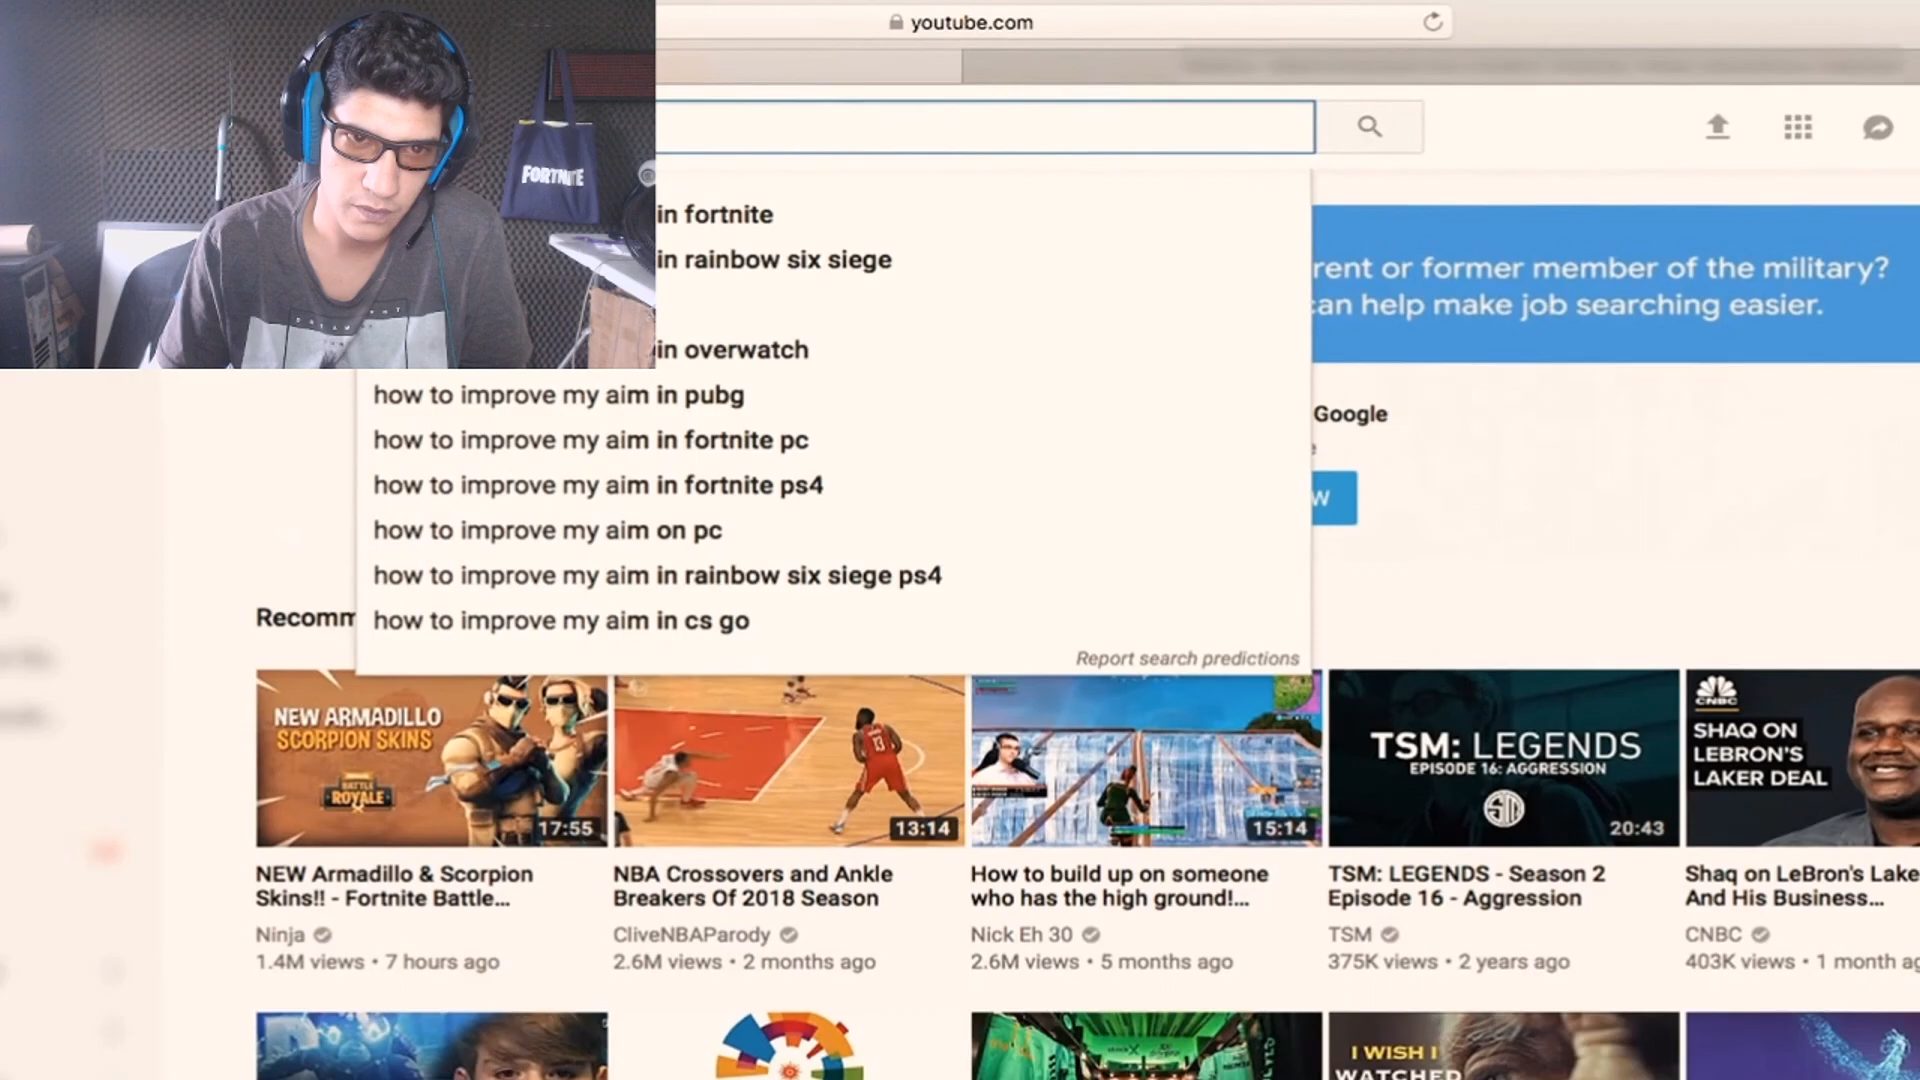 youtube.com
FORTNITE
in fortnite
in rainbow six siege
in overwatch
how to improve my aim in pubg
how to improve my aim in fortnite pc
how to improve my aim in fortnite ps4
how to improve my aim on pc
how to improve my aim in rainbow six siege ps4
how to improve my aim in cs go
Report search predictions
rent or former member of the military?
can help make job searching easier.
Google
W
Recomm
NEW ARMADILLO
SCORPION SKINS
BATTLE
ROYALE
17:55
13
13:14
15:14
TSM: LEGENDS
EPISODE 16: AGGRESSION
20:43
CNBC
SHAQ ON
LEBRON'S
LAKER DEAL
NEW Armadillo & Scorpion
Skins!! - Fortnite Battle...
Ninja
1.4M views • 7 hours ago
NBA Crossovers and Ankle
Breakers Of 2018 Season
CliveNBAParody
2.6M views • 2 months ago
How to build up on someone
who has the high ground!...
Nick Eh 30
2.6M views • 5 months ago
TSM: LEGENDS - Season 2
Episode 16 - Aggression
TSM
375K views • 2 years ago
Shaq on LeBron's Lake
And His Business...
CNBC
403K views • 1 month ag
I WISH I
WATCHED